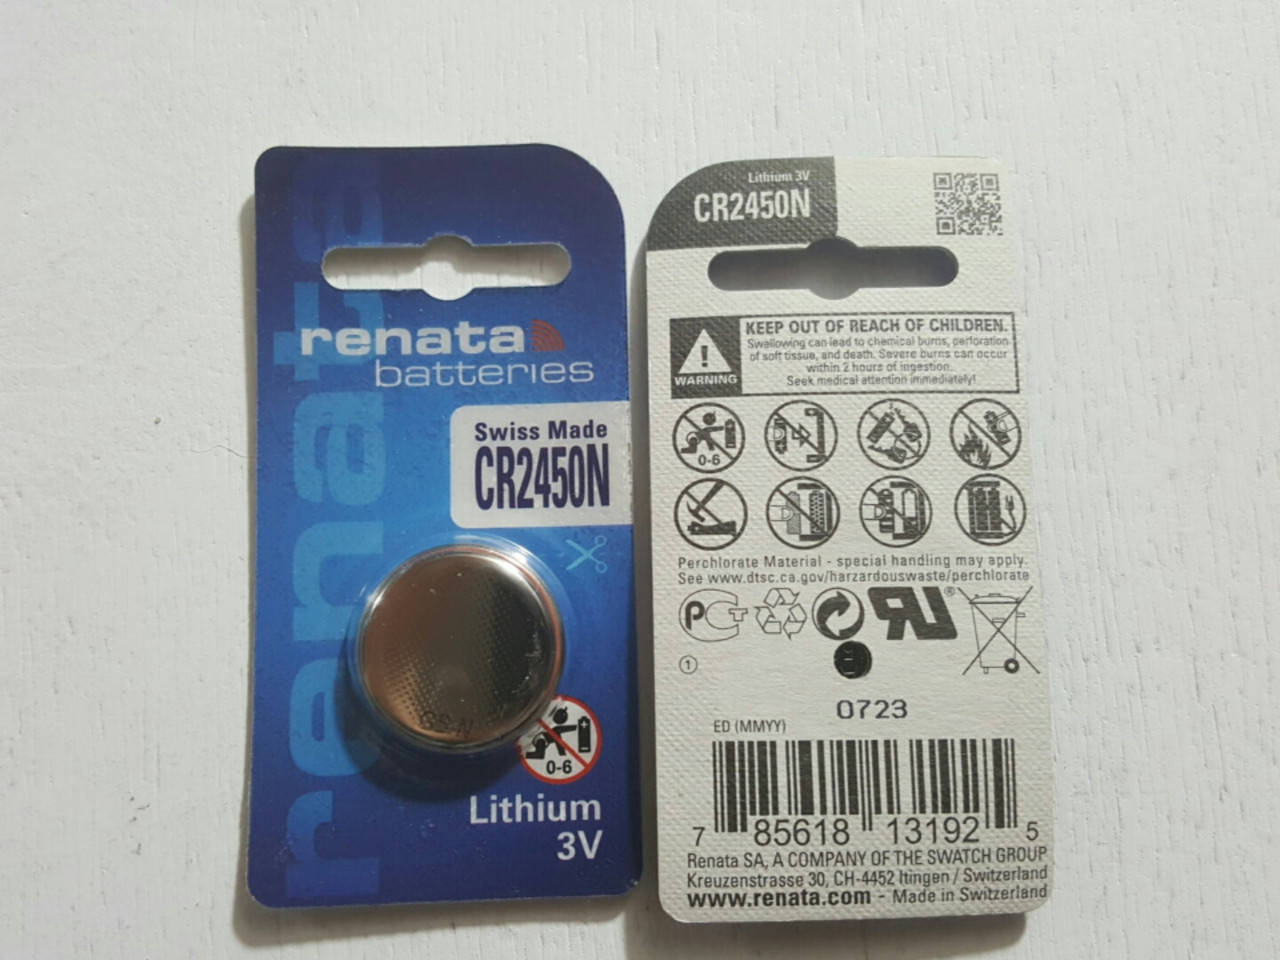 renata
renata
batteries
Swiss Made
CR2450N
GS-N
0-6
Lithium
3V
Lithium 3V
CR2450N
KEEP OUT OF REACH OF CHILDREN.
Swallowing can lead to chemical burns, perforation
of soft tissue, and death. Severe burns can occur
within 2 hours of ingestion.
Seek medical attention immediately!
WARNING
0-6
Perchlorate Material - special handling may apply.
See www.dtsc.ca.gov/harzardouswaste/perchlorate
1
0723
ED (MMYY)
7 85618 13192 5
Renata SA, A COMPANY OF THE SWATCH GROUP
Kreuzenstrasse 30, CH-4452 Itingen / Switzerland
www.renata.com - Made in Switzerland